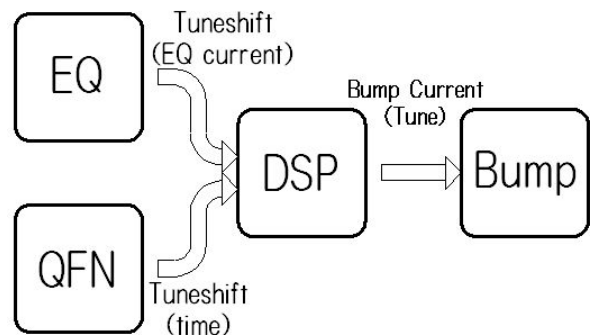 Tuneshift
(EQ current)
EQ
Bump Current
(Tune)
DSP
Bump
QFN
Tuneshift
(time)